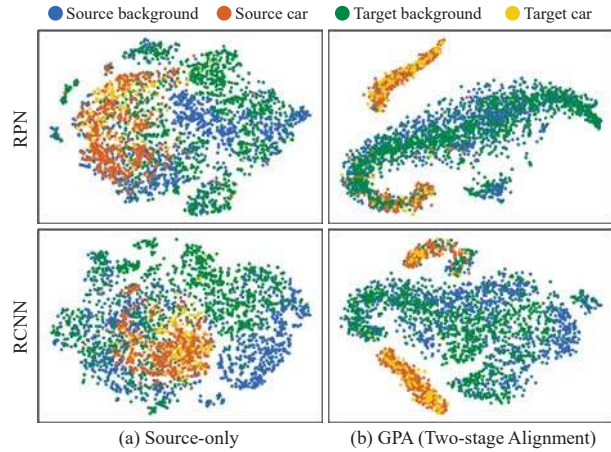 Source background Source car Target background Target car
RPN
RCNN
(a) Source-only (b) GPA (Two-stage Alignment)